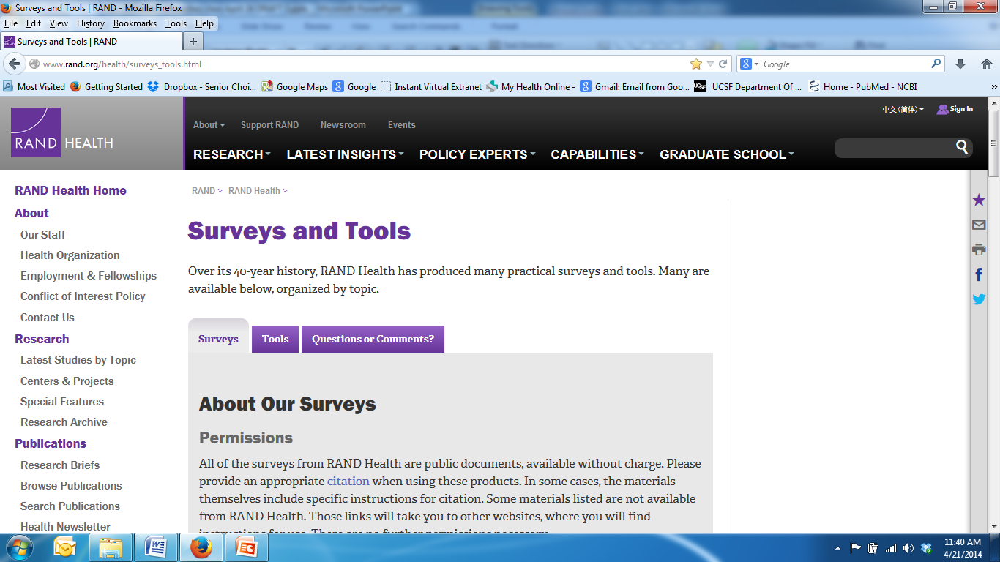 Surveys and Tools | RAND - Mozilla Firefox
File Edit View History Bookmarks Tools Help
Surveys and Tools | RAND
www.rand.org/health/surveys_tools.html
Google
Most Visited Getting Started Dropbox - Senior Choi... Google Maps Google Instant Virtual Extranet My Health Online - Gmail: Email from Goo... UCSF Department Of ... Home - PubMed - NCBI
RAND HEALTH
中文(简体) Sign In
About Support RAND Newsroom Events
RESEARCH LATEST INSIGHTS POLICY EXPERTS CAPABILITIES GRADUATE SCHOOL
RAND Health Home
About
Our Staff
Health Organization
Employment & Fellowships
Conflict of Interest Policy
Contact Us
Research
Latest Studies by Topic
Centers & Projects
Special Features
Research Archive
Publications
Research Briefs
Browse Publications
Search Publications
Health Newsletter
RAND > RAND Health >
Surveys and Tools
Over its 40-year history, RAND Health has produced many practical surveys and tools. Many are
available below, organized by topic.
Surveys Tools Questions or Comments?
About Our Surveys
Permissions
All of the surveys from RAND Health are public documents, available without charge. Please
provide an appropriate citation when using these products. In some cases, the materials
themselves include specific instructions for citation. Some materials listed are not available
from RAND Health. Those links will take you to other websites, where you will find
instructions for use. There are no further permissions necessary.
11:40 AM
4/21/2014